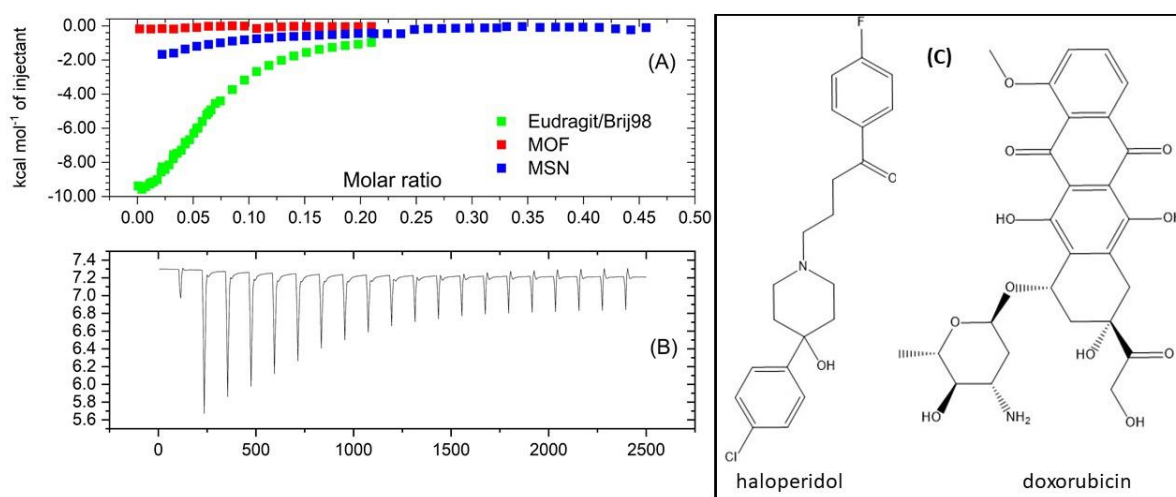 kcal mol⁻¹ of injectant
0.00
-2.00
-4.00
-6.00
-8.00
-10.00
(A)
Eudragit/Brij98
MOF
MSN
Molar ratio
0.00 0.05 0.10 0.15 0.20 0.25 0.30 0.35 0.40 0.45 0.50
7.4
7.2
7.0
6.8
6.6
6.4
6.2
6.0
5.8
5.6
(B)
0 500 1000 1500 2000 2500
(C)
F
O
N
OH
Cl
haloperidol
O
O
O
HO
OH
O
O
HO
O
HO
NH₂
OH
doxorubicin